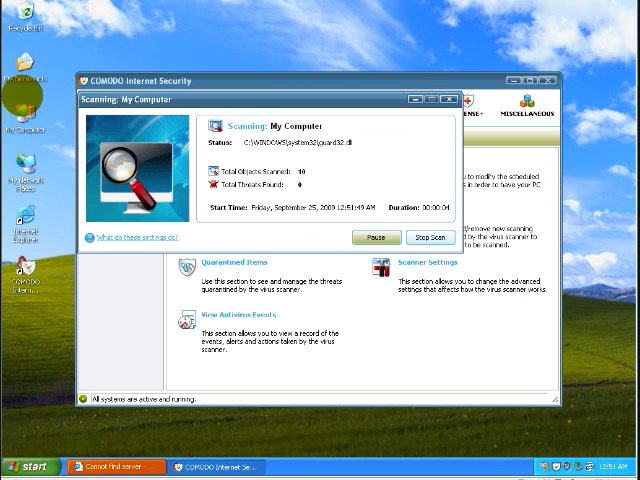 Recycle Bin
My Documents
My Computer
My Network
Places
Internet
Explorer
COMODO
Intern...
COMODO Internet Security
ENSE+
MISCELLANEOUS
Scanning: My Computer
Scanning: My Computer
Status: C:\WINDOWS\system32\guard32.dll
Total Objects Scanned: 10
Total Threats Found: 0
Start Time: Friday, September 25, 2009 12:51:49 AM Duration: 00:00:04
What do these settings do?
Pause
Stop Scan
u to modify the scheduled
s in order to have your PC
/remove new scanning
d by the virus scanner to
to be scanned.
Quarantined Items
Use this section to see and manage the threats
quarantined by the virus scanner.
Scanner Settings
This section allows you to change the advanced
settings that affects how the virus scanner works.
View Antivirus Events
This section allows you to view a record of the
events, alerts and actions taken by the virus
scanner.
All systems are active and running.
start
Cannot find server - ...
COMODO Internet Se...
12:51 AM